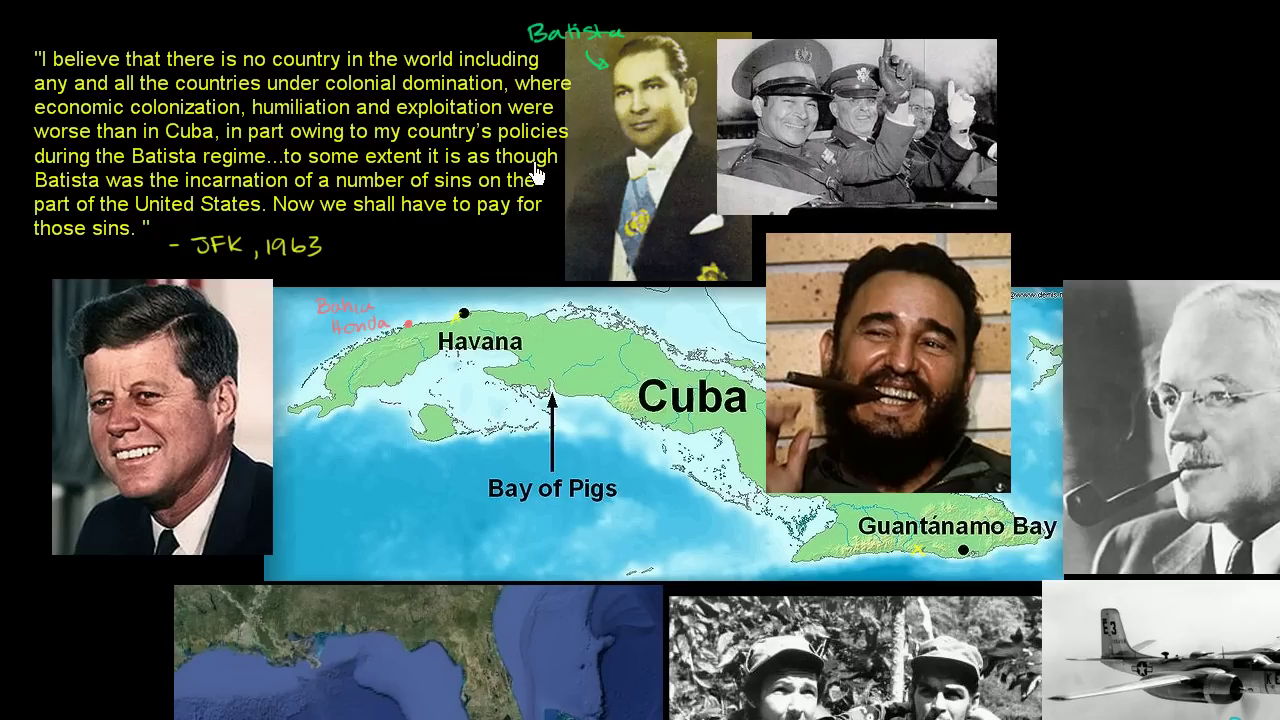 Batista
"I believe that there is no country in the world including
any and all the countries under colonial domination, where
economic colonization, humiliation and exploitation were
worse than in Cuba, in part owing to my country's policies
during the Batista regime...to some extent it is as though
Batista was the incarnation of a number of sins on the
part of the United States. Now we shall have to pay for
those sins. "
- JFK, 1963
Bahia
Honda
Havana
Cuba
Bay of Pigs
Guantánamo Bay
E3